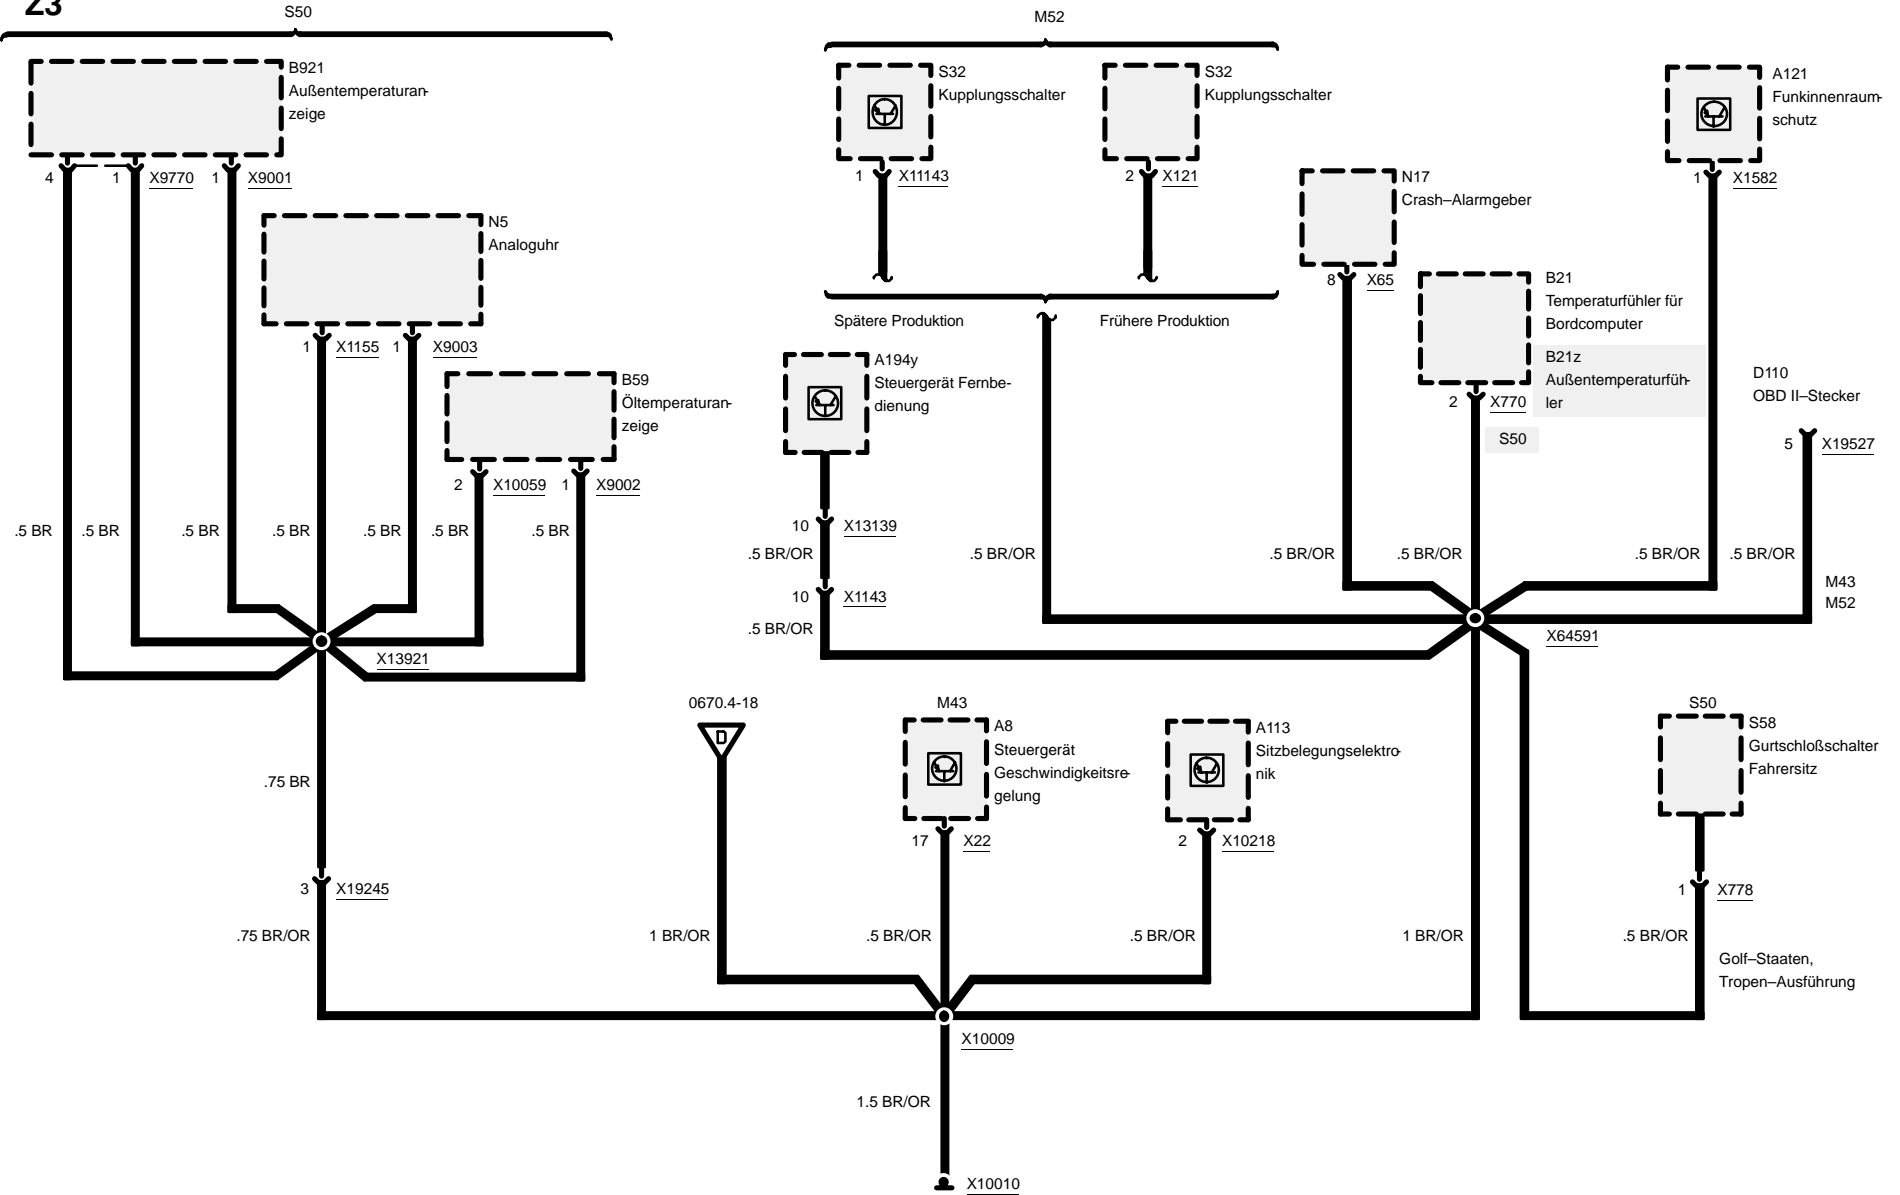 Z3
S50
M52
B921
Außentemperaturan-
zeige
4
1
X9770
1
X9001
N5
Analoguhr
1
X1155
1
X9003
B59
Öltemperaturan-
zeige
2
X10059
1
X9002
.5 BR
.5 BR
.5 BR
.5 BR
.5 BR
.5 BR
.5 BR
X13921
.75 BR
3
X19245
.75 BR/OR
S32
Kupplungsschalter
1
X11143
S32
Kupplungsschalter
2
X121
Spätere Produktion
Frühere Produktion
A194y
Steuergerät Fernbe-
dienung
10
X13139
.5 BR/OR
10
X1143
.5 BR/OR
.5 BR/OR
N17
Crash–Alarmgeber
8
X65
.5 BR/OR
B21
Temperaturfühler für
Bordcomputer
B21z
Außentemperaturfüh-
ler
2
X770
S50
.5 BR/OR
A121
Funkinnenraum-
schutz
1
X1582
.5 BR/OR
D110
OBD II–Stecker
5
X19527
.5 BR/OR
M43
M52
X64591
0670.4-18
D
1 BR/OR
M43
A8
Steuergerät
Geschwindigkeitsre-
gelung
17
X22
.5 BR/OR
A113
Sitzbelegungselektro-
nik
2
X10218
.5 BR/OR
1 BR/OR
S50
S58
Gurtschloßschalter
Fahrersitz
1
X778
.5 BR/OR
Golf–Staaten,
Tropen–Ausführung
X10009
1.5 BR/OR
X10010